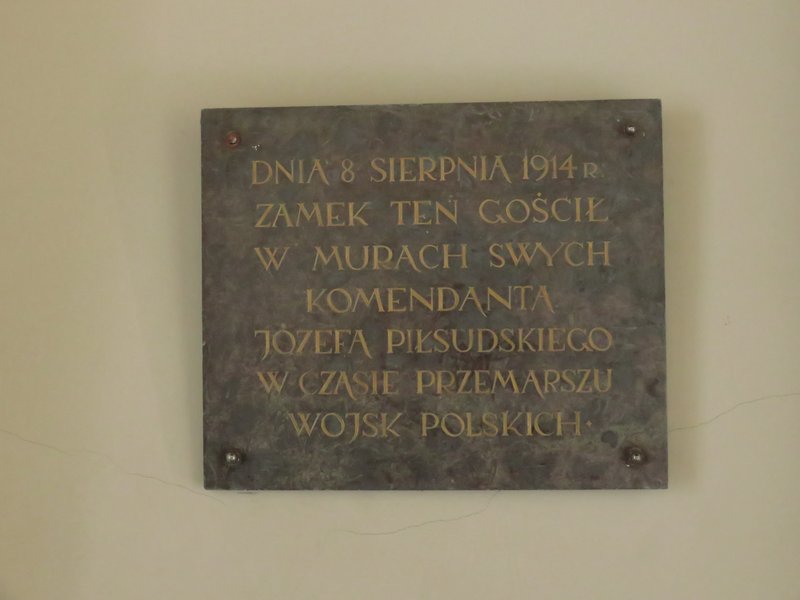 DNIA 8 SIERPNIA 1914 R.
ZAMEK TEN GOŚCIŁ
W MURACH SWYCH
KOMENDANTA
JÓZEFA PIŁSUDSKIEGO
W CZASIE PRZEMARSZU
WOJSK POLSKICH·